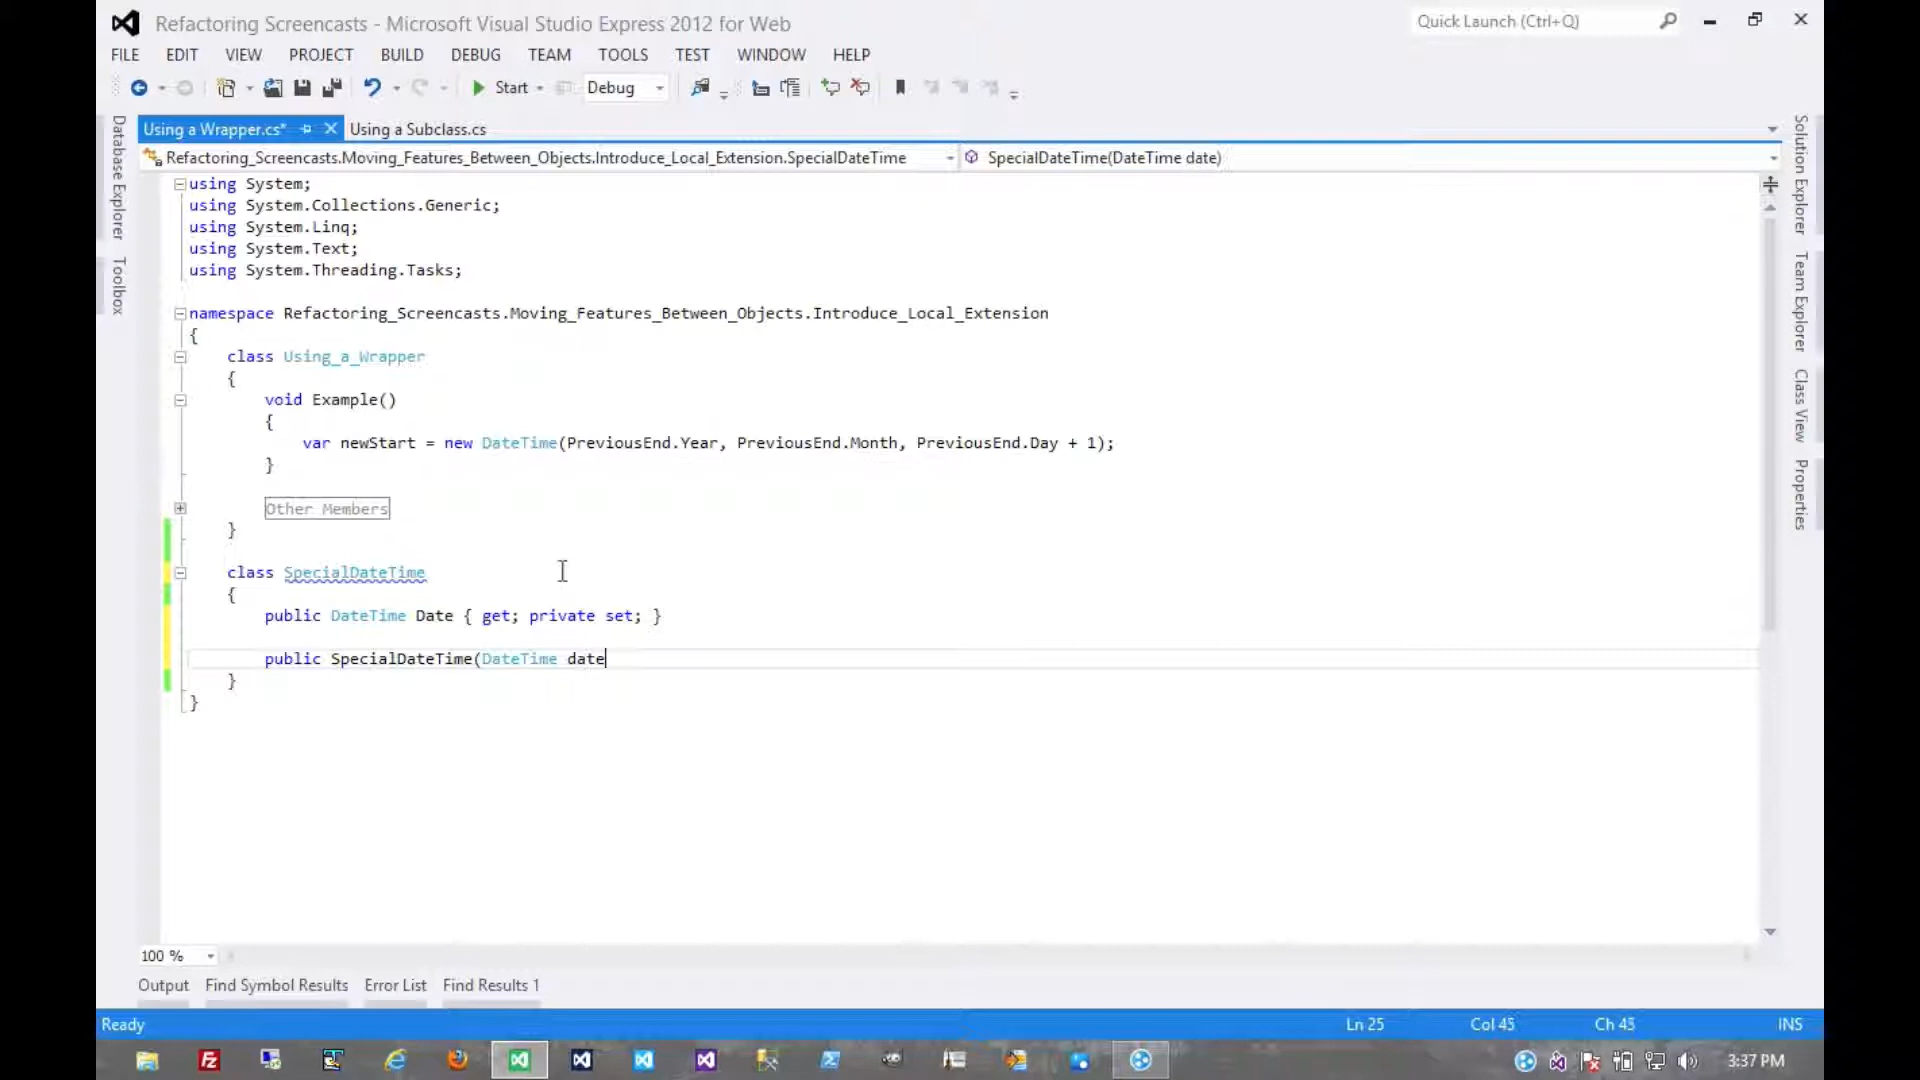 Refactoring Screencasts - Microsoft Visual Studio Express 2012 for Web
Quick Launch (Ctrl+Q)
FILE EDIT VIEW PROJECT BUILD DEBUG TEAM TOOLS TEST WINDOW HELP
Start Debug
Using a Wrapper.cs* Using a Subclass.cs
Refactoring_Screencasts.Moving_Features_Between_Objects.Introduce_Local_Extension.SpecialDateTime SpecialDateTime(DateTime date)
Database Explorer
Toolbox
using System;
using System.Collections.Generic;
using System.Linq;
using System.Text;
using System.Threading.Tasks;
namespace Refactoring_Screencasts.Moving_Features_Between_Objects.Introduce_Local_Extension
{
class Using_a_Wrapper
{
void Example()
{
var newStart = new DateTime(PreviousEnd.Year, PreviousEnd.Month, PreviousEnd.Day + 1);
}
Other Members
}
class SpecialDateTime
{
public DateTime Date { get; private set; }
public SpecialDateTime(DateTime date
}
}
Solution Explorer
Team Explorer
Class View
Properties
100 %
Output Find Symbol Results Error List Find Results 1
Ready Ln 25 Col 45 Ch 45 INS
3:37 PM